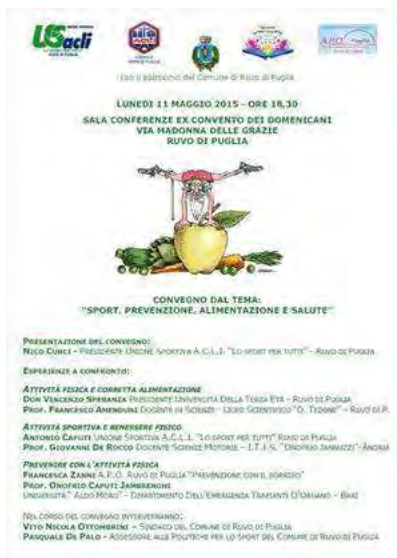 US acli
RUVO DI PUGLIA
A.P.O. Puglia
con il patrocinio del Comune di Ruvo di Puglia
LUNEDI 11 MAGGIO 2015 - ORE 18,30
SALA CONFERENZE EX CONVENTO DEI DOMENICANI
VIA MADONNA DELLE GRAZIE
RUVO DI PUGLIA
CONVEGNO DAL TEMA:
"SPORT, PREVENZIONE, ALIMENTAZIONE E SALUTE"
PRESENTAZIONE DEL CONVEGNO:
NICO CURCI - PRESIDENTE UNIONE SPORTIVA A.C.L.I. "LO SPORT PER TUTTI" - RUVO DI PUGLIA
ESPERIENZE A CONFRONTO:
ATTIVITÀ FISICA E CORRETTA ALIMENTAZIONE
DON VINCENZO SPERANZA PRESIDENTE UNIVERSITÀ DELLA TERZA ETÀ - RUVO DI PUGLIA
PROF. FRANCESCO AMENDUNI DOCENTE DI SCIENZE - LICEO SCIENTIFICO "O. TEDONE" - RUVO DI P.
ATTIVITÀ SPORTIVA E BENESSERE FISICO
ANTONIO CAPUTI UNIONE SPORTIVA A.C.L.I. "LO SPORT PER TUTTI" RUVO DI PUGLIA
PROF. GIOVANNI DE ROCCO DOCENTE SCIENZE MOTORIE - I.T.I.S. "ONOFRIO JANNUZZI"- ANDRIA
PREVENIRE CON L'ATTIVITÀ FISICA
FRANCESCA ZANNI A.P.O. RUVO DI PUGLIA "PREVENZIONE CON IL SORRISO"
PROF. ONOFRIO CAPUTI JAMBRENGHI
UNIVERSITÀ "ALDO MORO" - DIPARTIMENTO DELL'EMERGENZA TRAPIANTI D'ORGANO - BARI
NEL CORSO DEL CONVEGNO INTERVERRANNO:
VITO NICOLA OTTOMBRINI - SINDACO DEL COMUNE DI RUVO DI PUGLIA
PASQUALE DE PALO - ASSESSORE ALLE POLITICHE PER LO SPORT DEL COMUNE DI RUVO DI PUGLIA